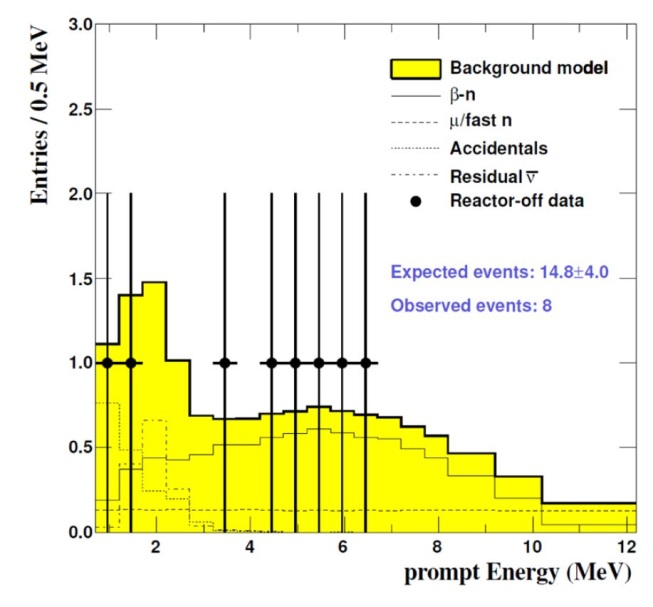 Entries / 0.5 MeV
3.0
2.5
2.0
1.5
1.0
0.5
0.0
Background model
β-n
μ/fast n
Accidentals
Residual ν̅
Reactor-off data
Expected events: 14.8±4.0
Observed events: 8
2 4 6 8 10 12
prompt Energy (MeV)